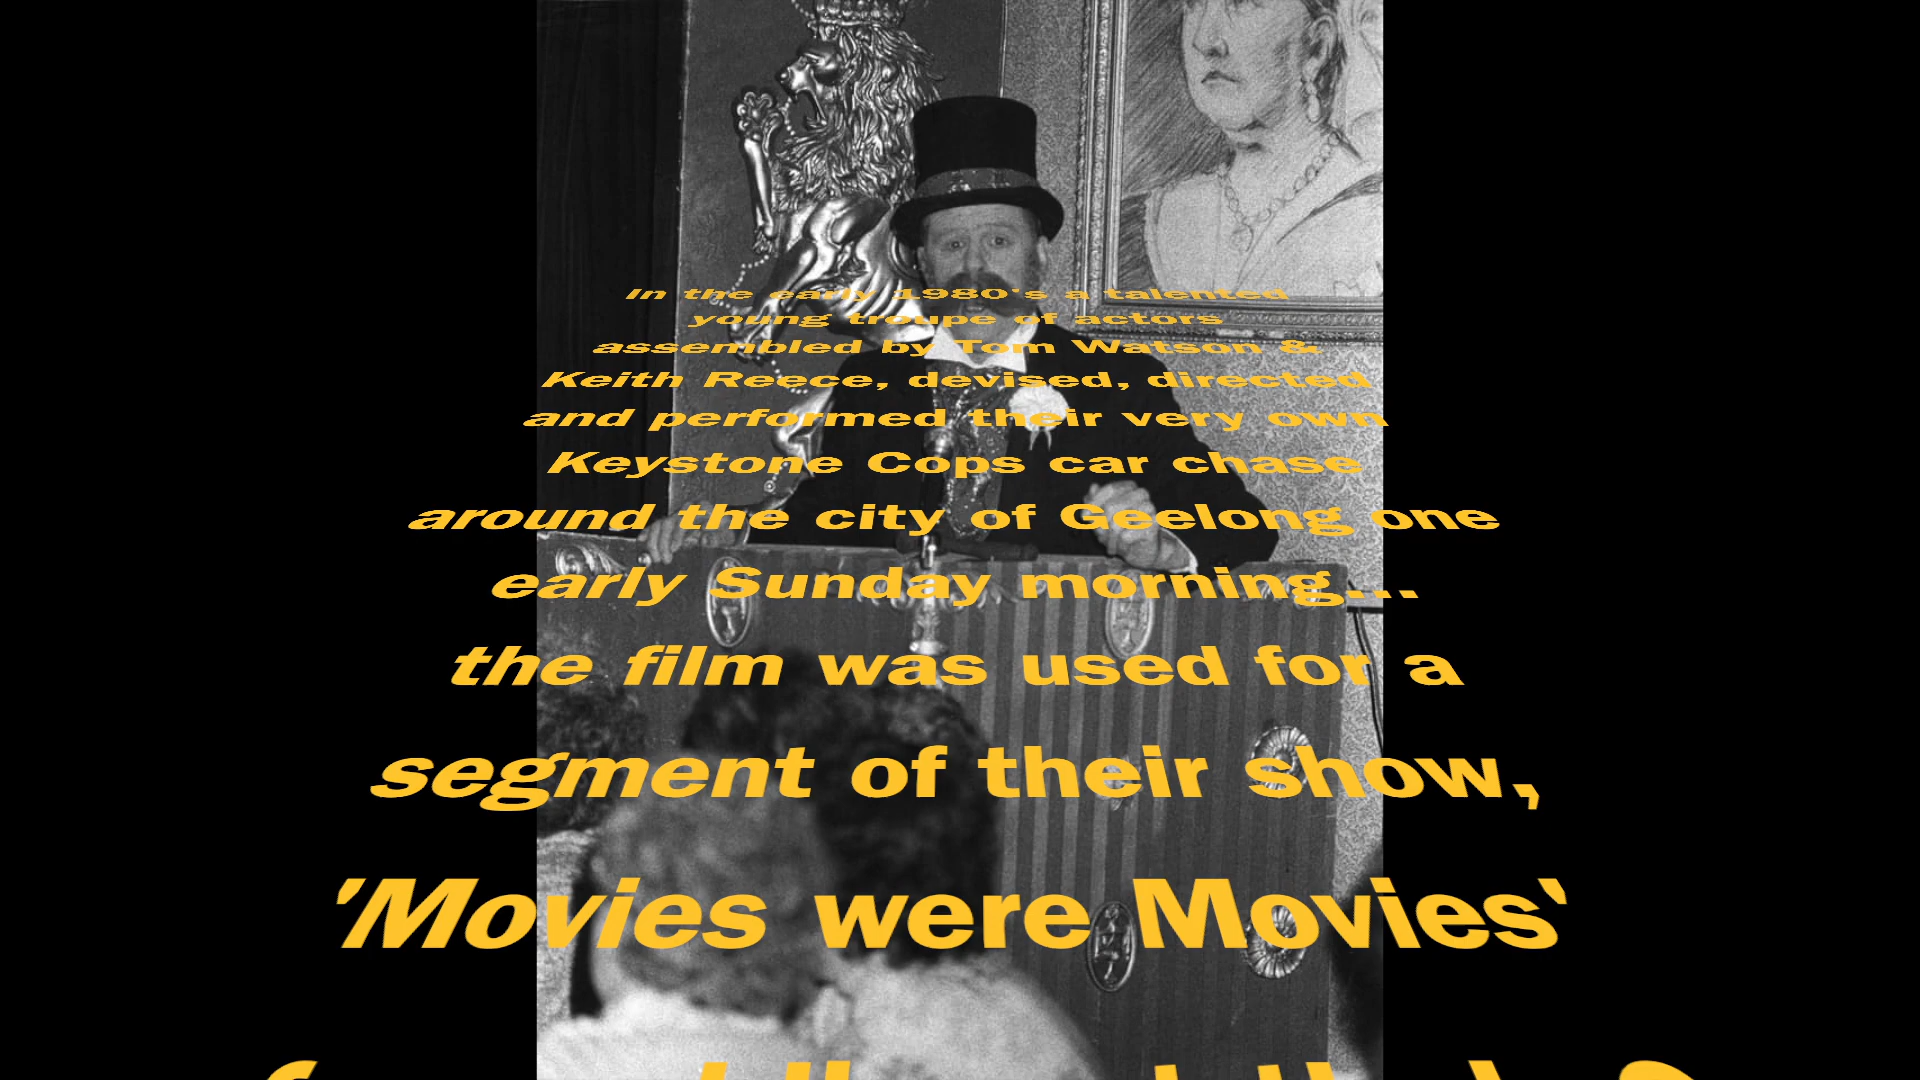 In the early 1980's a talented
young troupe of actors
assembled by Tom Watson &
Keith Reece, devised, directed
and performed their very own
Keystone Cops car chase
around the city of Geelong one
early Sunday morning...
the film was used for a
segment of their show,
'Movies were Movies'